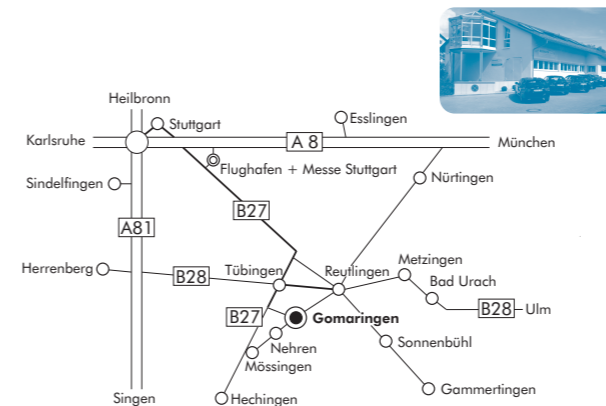 Heilbronn
Stuttgart
Esslingen
Karlsruhe
A 8
München
Flughafen + Messe Stuttgart
Sindelfingen
Nürtingen
B27
A81
Herrenberg
B28
Tübingen
Reutlingen
Metzingen
Bad Urach
B28
Ulm
B27
Gomaringen
Nehren
Mössingen
Sonnenbühl
Singen
Hechingen
Gammertingen